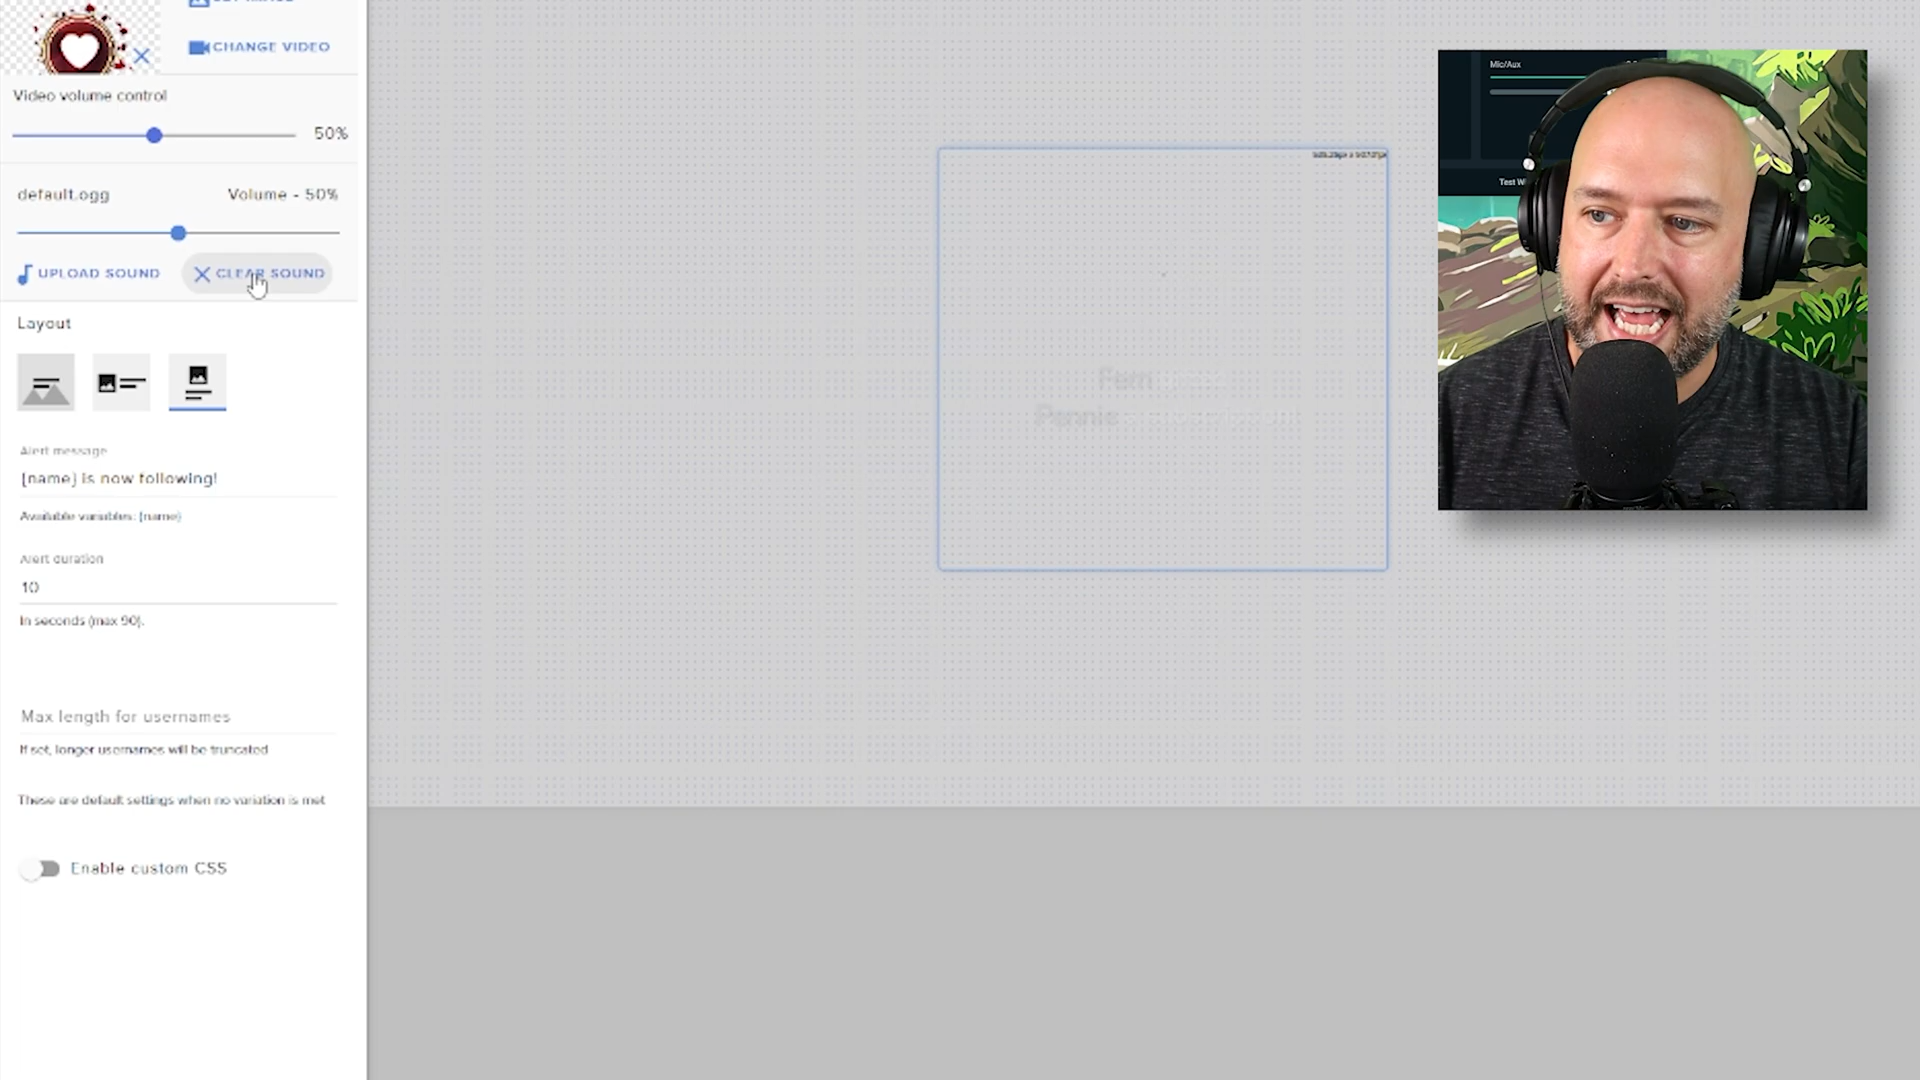 CHANGE VIDEO
Video volume control
50%
default.ogg
Volume - 50%
UPLOAD SOUND
CLEAR SOUND
Layout
Alert message
{name} is now following!
Available variables: {name}
Alert duration
10
In seconds (max 90).
Max length for usernames
If set, longer usernames will be truncated
These are default settings when no variation is met
Enable custom CSS
Mic/Aux